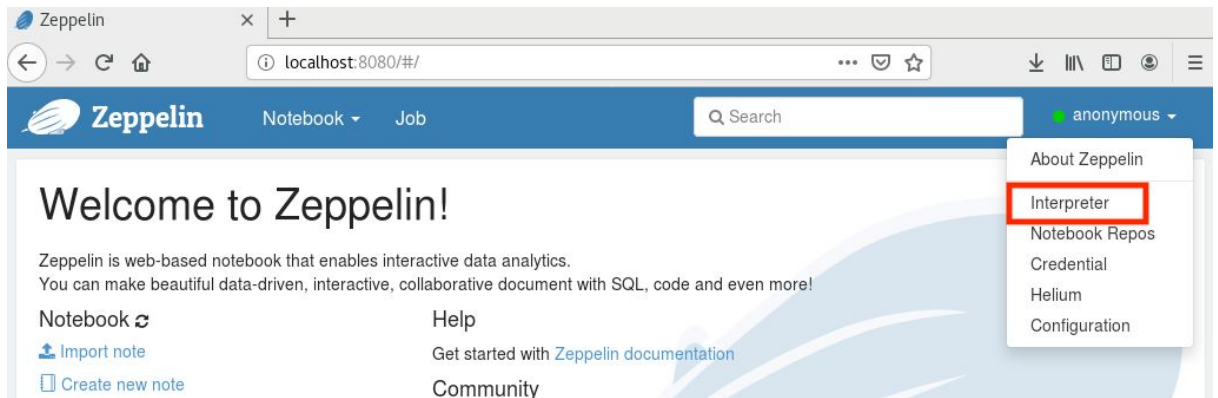 Zeppelin
localhost:8080/#/
Zeppelin Notebook Job Search anonymous
About Zeppelin
Interpreter
Notebook Repos
Credential
Helium
Configuration
Welcome to Zeppelin!
Zeppelin is web-based notebook that enables interactive data analytics.
You can make beautiful data-driven, interactive, collaborative document with SQL, code and even more!
Notebook
Import note
Create new note
Help
Get started with Zeppelin documentation
Community